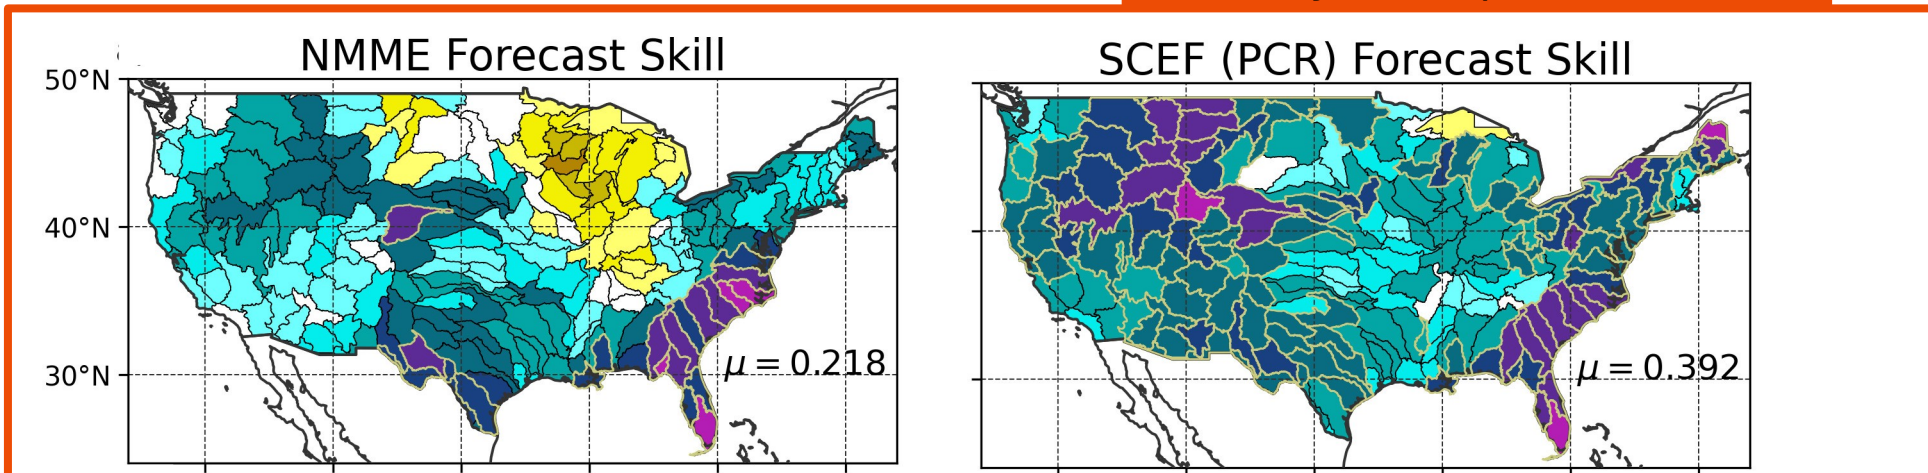 NMME Forecast Skill
SCEF (PCR) Forecast Skill
50°N
40°N
30°N
μ = 0.218
μ = 0.392